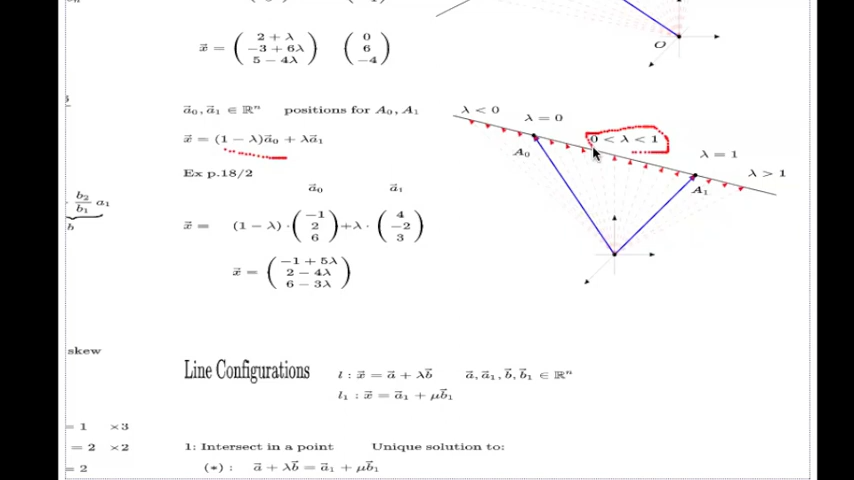 x⃗ = ( 2 + λ / −3 + 6λ / 5 − 4λ ) ( 0 / 6 / −4 )
O
a⃗₀, a⃗₁ ∈ ℝⁿ positions for A₀, A₁
x⃗ = (1 − λ)a⃗₀ + λa⃗₁
Ex p.18/2
a⃗₀ a⃗₁
x⃗ = (1 − λ) · ( −1 / 2 / 6 ) + λ · ( 4 / −2 / 3 )
x⃗ = ( −1 + 5λ / 2 − 4λ / 6 − 3λ )
λ < 0
λ = 0
0 < λ < 1
λ = 1
λ > 1
A₀
A₁
b₂/b₁ a₁
b
skew
Line Configurations
l : x⃗ = a⃗ + λb⃗ a⃗, a⃗₁, b⃗, b⃗₁ ∈ ℝⁿ
l₁ : x⃗ = a⃗₁ + μb⃗₁
= 1 ×3
= 2 ×2
= 2
1: Intersect in a point Unique solution to:
(∗) : a⃗ + λb⃗ = a⃗₁ + μb⃗₁